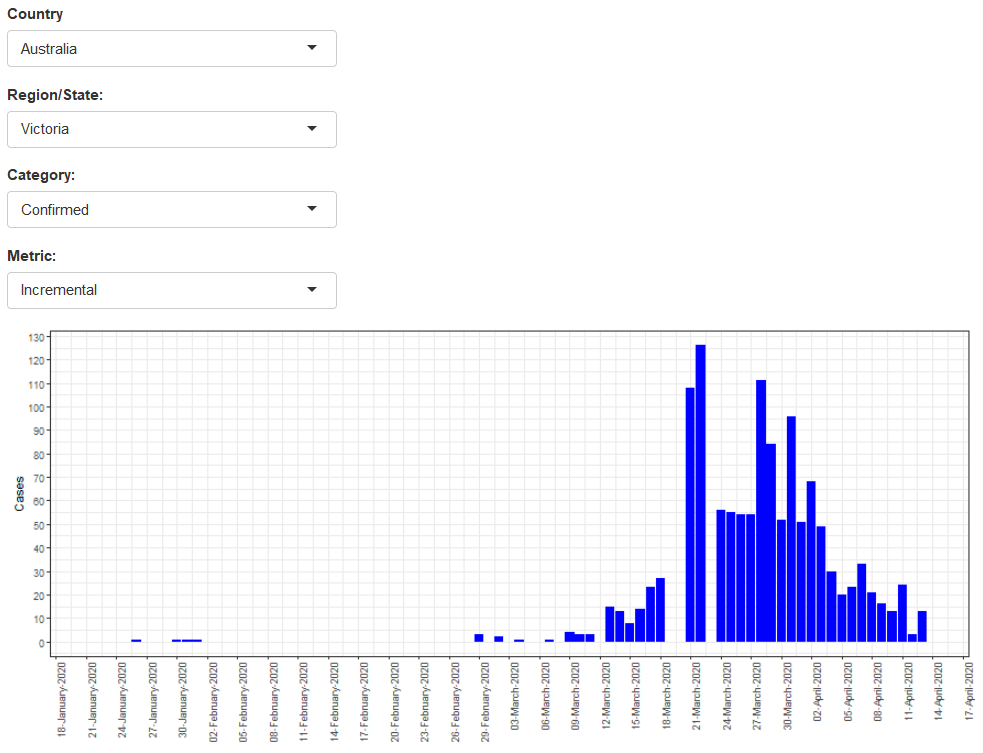 Country
Australia
Region/State:
Victoria
Category:
Confirmed
Metric:
Incremental
130
120
110
100
90
80
70
60
50
40
30
20
10
0
Cases
18-January-2020
21-January-2020
24-January-2020
27-January-2020
30-January-2020
02-February-2020
05-February-2020
08-February-2020
11-February-2020
14-February-2020
17-February-2020
20-February-2020
23-February-2020
26-February-2020
29-February-2020
03-March-2020
06-March-2020
09-March-2020
12-March-2020
15-March-2020
18-March-2020
21-March-2020
24-March-2020
27-March-2020
30-March-2020
02-April-2020
05-April-2020
08-April-2020
11-April-2020
14-April-2020
17-April-2020